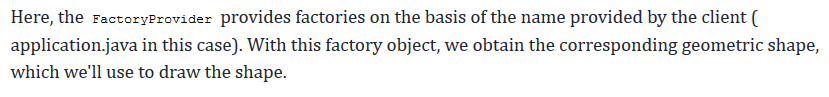 Here, the FactoryProvider provides factories on the basis of the name provided by the client (
application.java in this case). With this factory object, we obtain the corresponding geometric shape,
which we'll use to draw the shape.